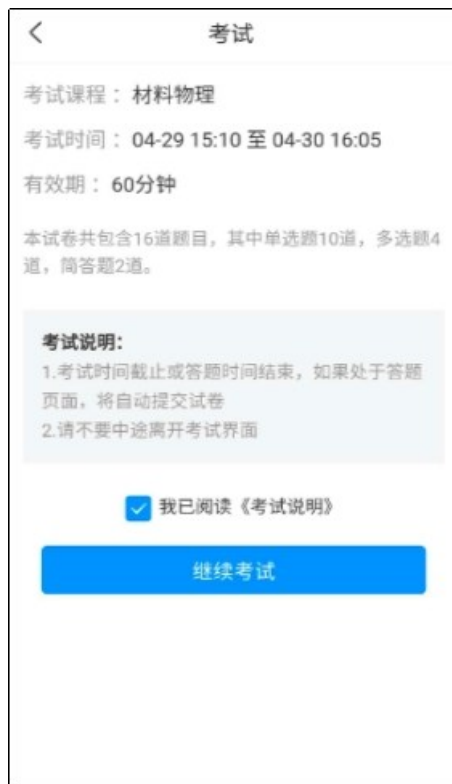 考试
考试课程： 材料物理
考试时间： 04-29 15:10 至 04-30 16:05
有效期： 60分钟
本试卷共包含16道题目，其中单选题10道，多选题4
道，简答题2道。
考试说明：
1.考试时间截止或答题时间结束，如果处于答题
页面，将自动提交试卷
2.请不要中途离开考试界面
我已阅读《考试说明》
继续考试